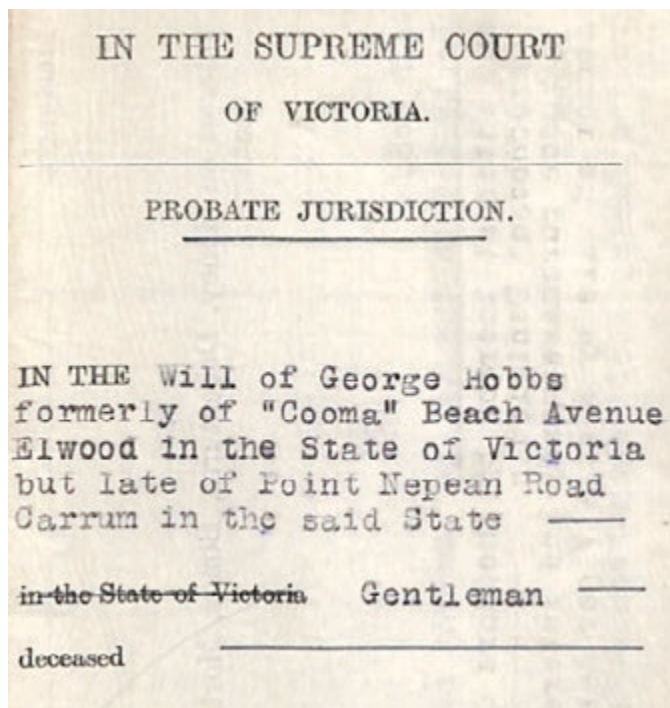 IN THE SUPREME COURT
OF VICTORIA.
PROBATE JURISDICTION.
IN THE Will of George Hobbs
formerly of "Cooma" Beach Avenue
Elwood in the State of Victoria
but late of Point Nepean Road
Carrum in the said State
in the State of Victoria Gentleman
deceased